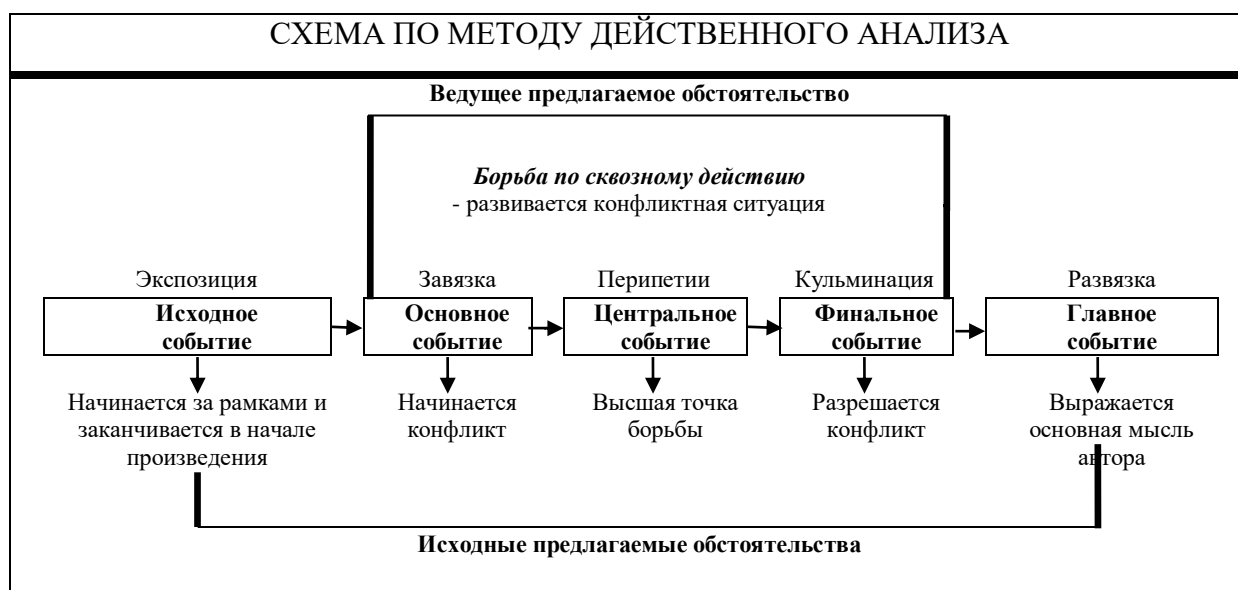 СХЕМА ПО МЕТОДУ ДЕЙСТВЕННОГО АНАЛИЗА
Ведущее предлагаемое обстоятельство
Борьба по сквозному действию
- развивается конфликтная ситуация
Экспозиция
Завязка
Перипетии
Кульминация
Развязка
Исходное
событие
Основное
событие
Центральное
событие
Финальное
событие
Главное
событие
Начинается за рамками и
заканчивается в начале
произведения
Начинается
конфликт
Высшая точка
борьбы
Разрешается
конфликт
Выражается
основная мысль
автора
Исходные предлагаемые обстоятельства